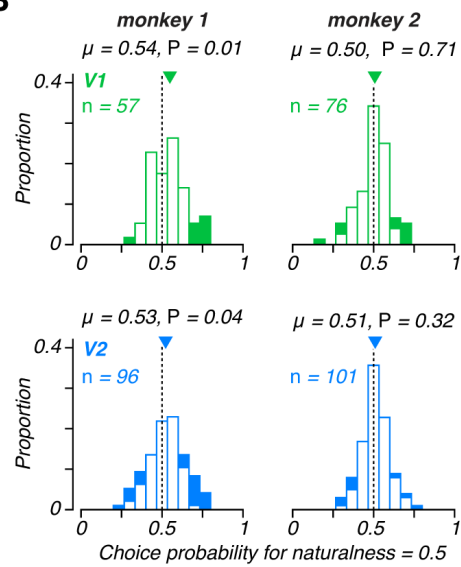 monkey 1 monkey 2
μ = 0.54, P = 0.01 μ = 0.50, P = 0.71
0.4 V1
n = 57 n = 76
Proportion
0
0 0.5 1 0 0.5 1
μ = 0.53, P = 0.04 μ = 0.51, P = 0.32
0.4 V2
n = 96 n = 101
Proportion
0
0 0.5 1 0 0.5 1
Choice probability for naturalness = 0.5